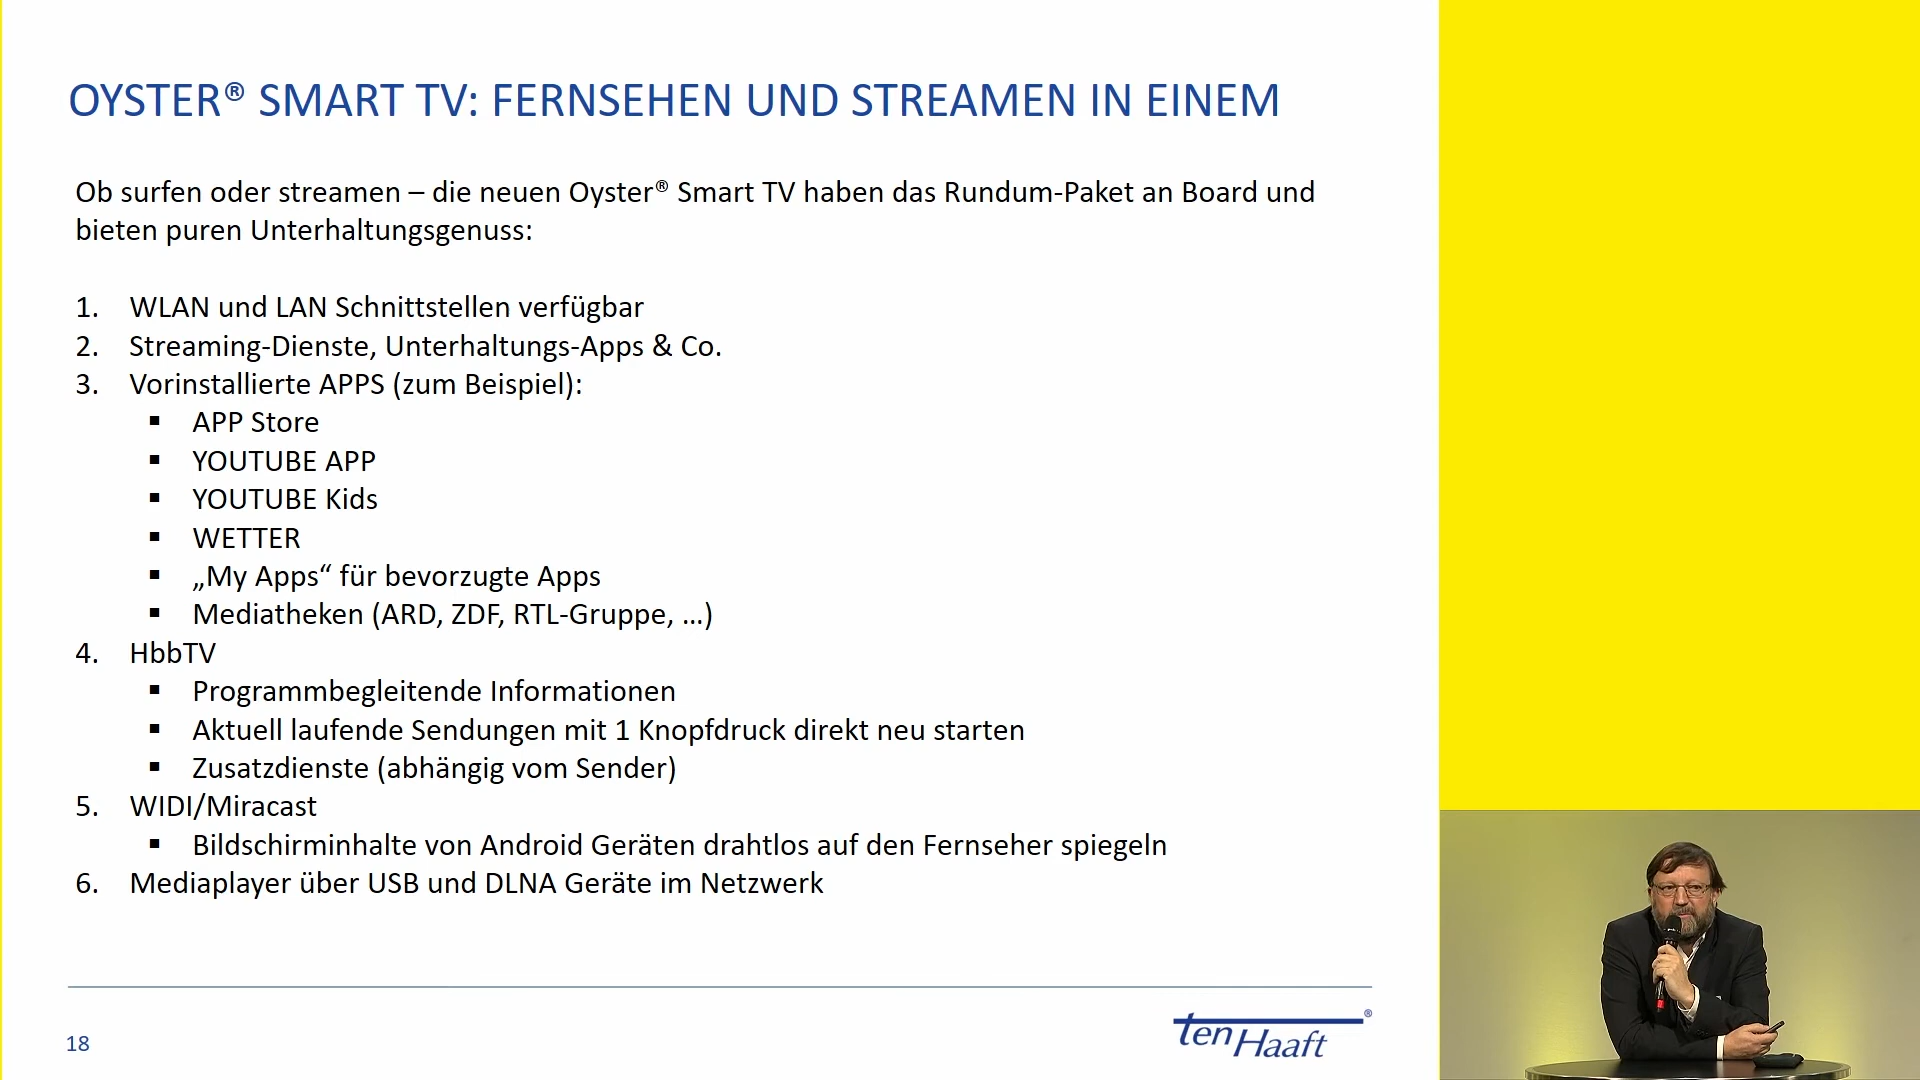 OYSTER® SMART TV: FERNSEHEN UND STREAMEN IN EINEM
Ob surfen oder streamen – die neuen Oyster® Smart TV haben das Rundum-Paket an Board und
bieten puren Unterhaltungsgenuss:
1. WLAN und LAN Schnittstellen verfügbar
2. Streaming-Dienste, Unterhaltungs-Apps & Co.
3. Vorinstallierte APPS (zum Beispiel):
▪ APP Store
▪ YOUTUBE APP
▪ YOUTUBE Kids
▪ WETTER
▪ „My Apps“ für bevorzugte Apps
▪ Mediatheken (ARD, ZDF, RTL-Gruppe, …)
4. HbbTV
▪ Programmbegleitende Informationen
▪ Aktuell laufende Sendungen mit 1 Knopfdruck direkt neu starten
▪ Zusatzdienste (abhängig vom Sender)
5. WIDI/Miracast
▪ Bildschirminhalte von Android Geräten drahtlos auf den Fernseher spiegeln
6. Mediaplayer über USB und DLNA Geräte im Netzwerk
18
ten Haaft®